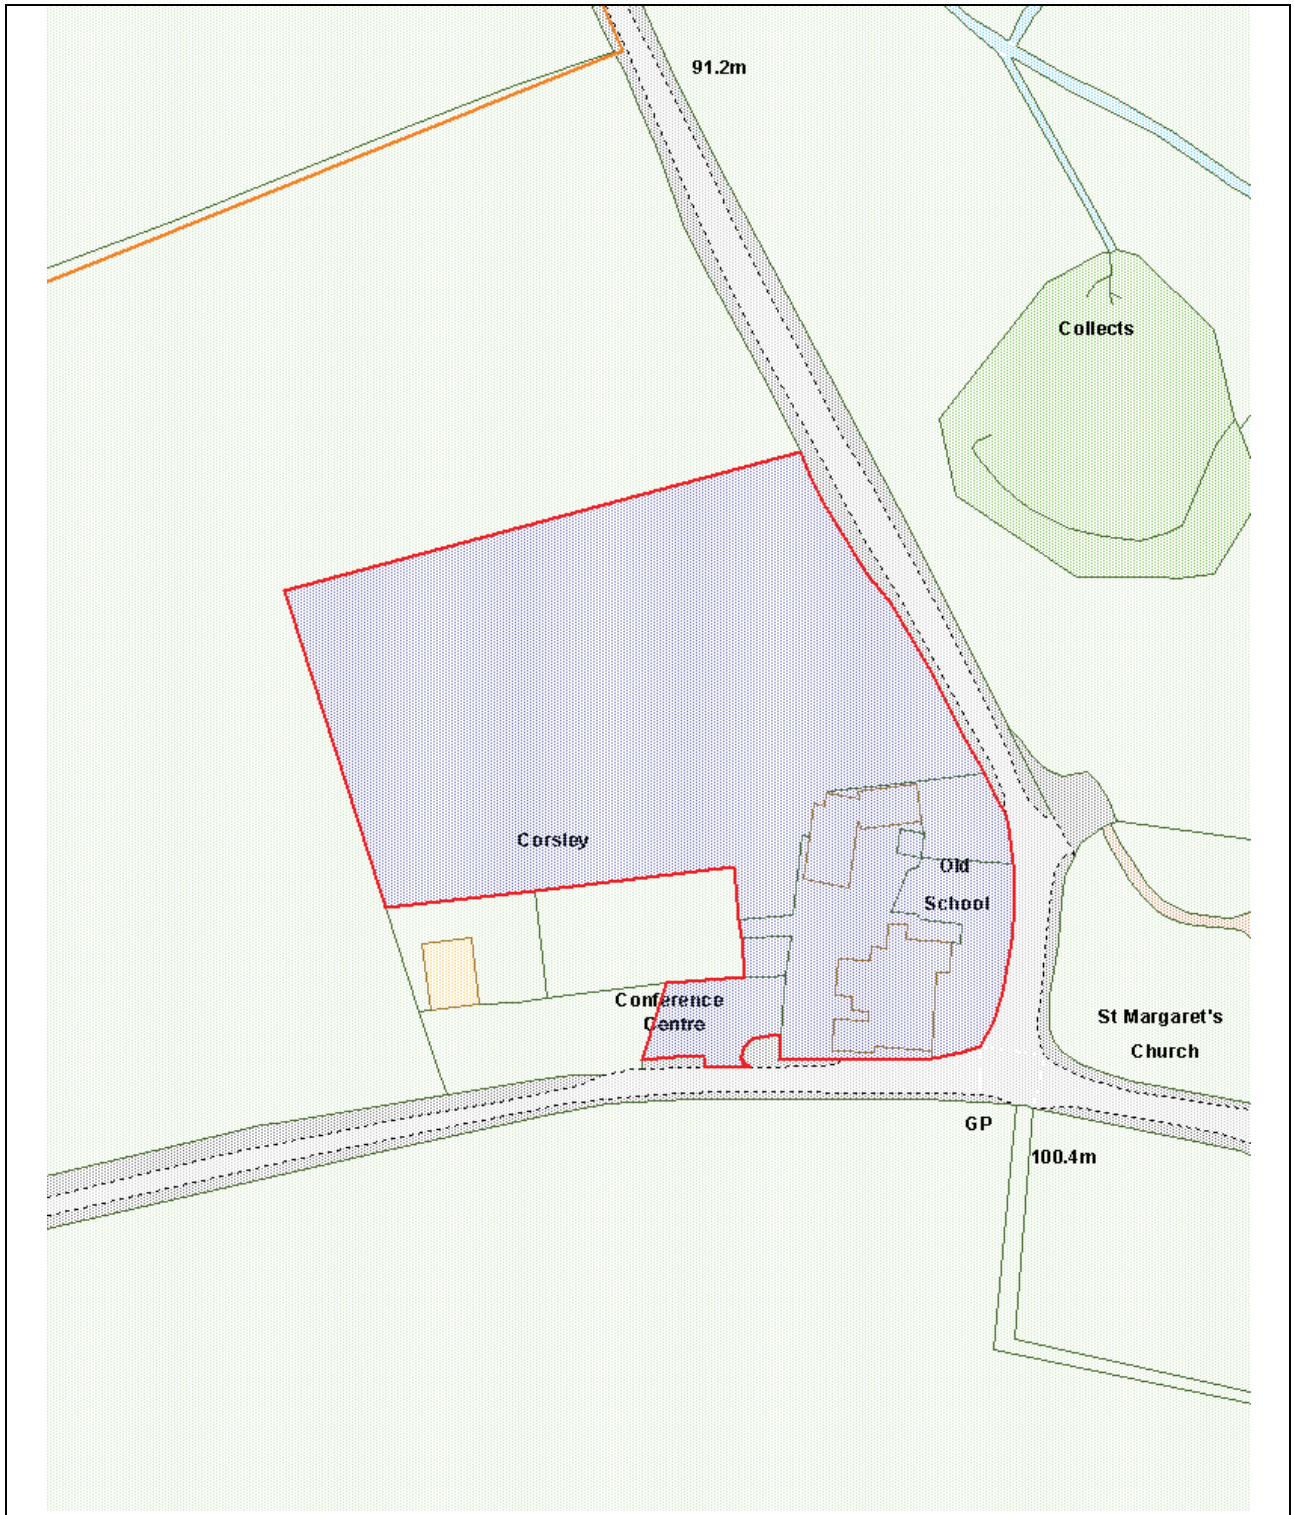 91.2m
Collects
Corsley
Old
School
Conference
Centre
St Margaret's
Church
GP
100.4m